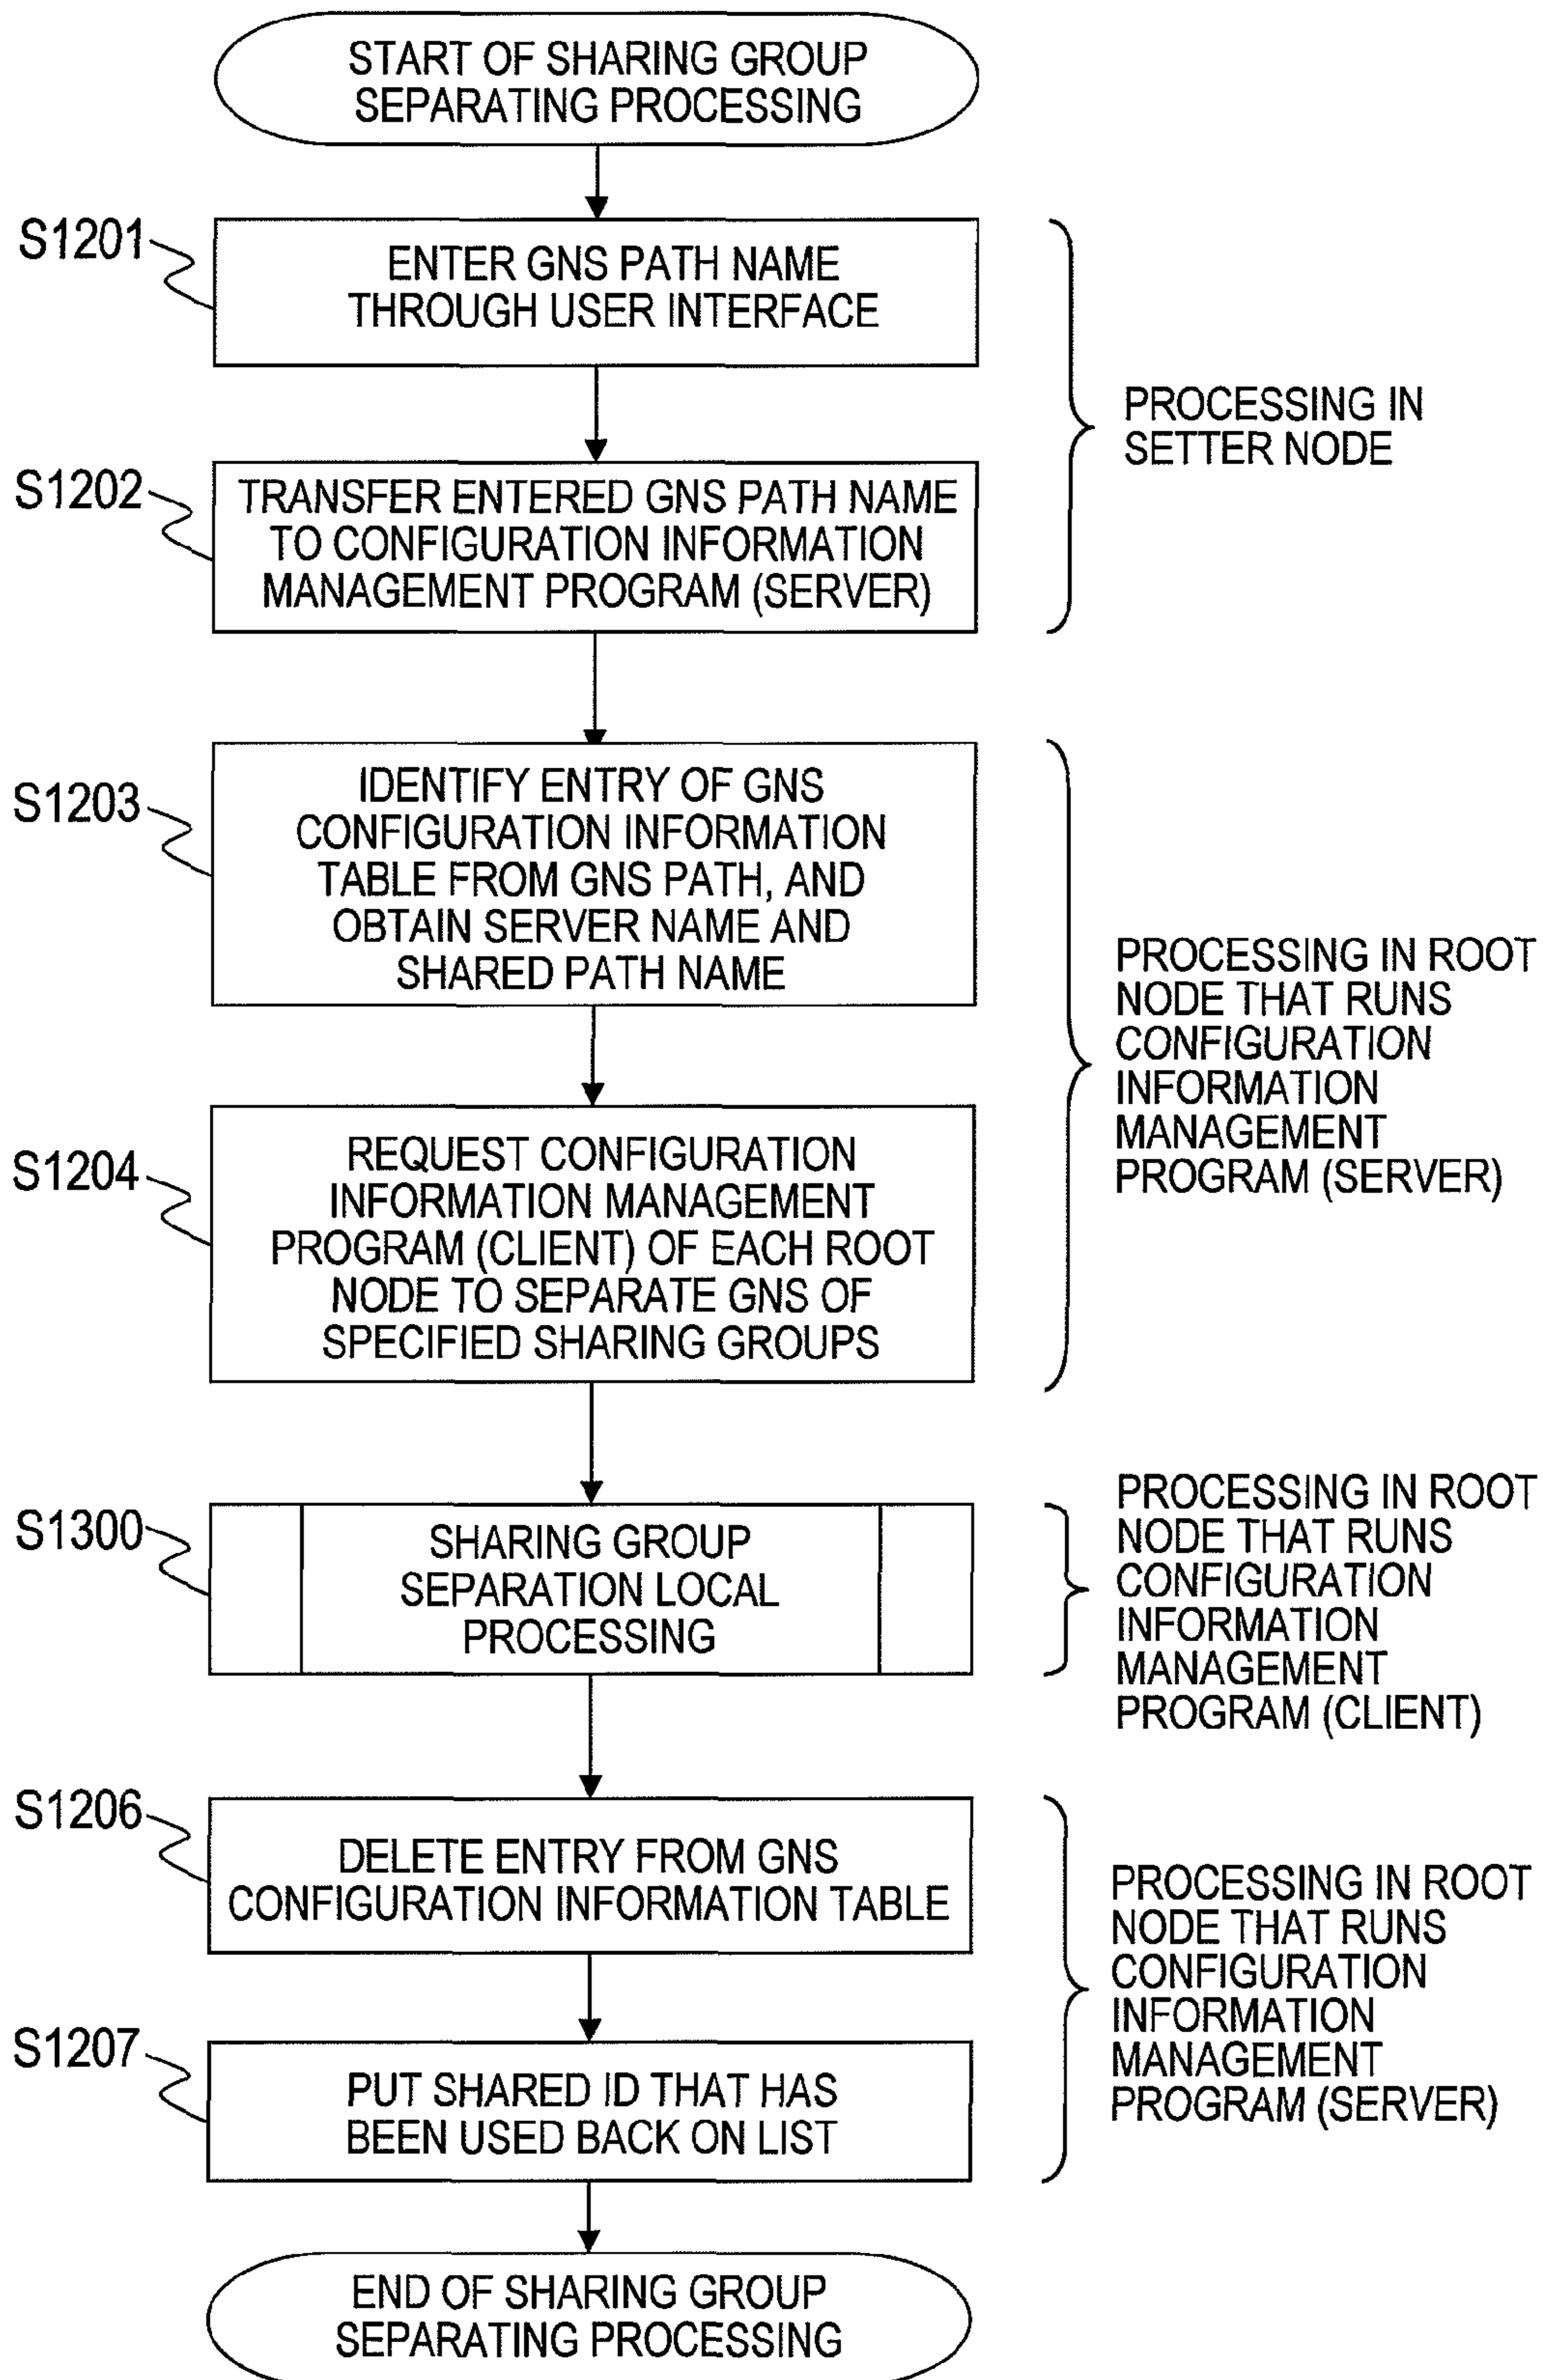 START OF SHARING GROUP
SEPARATING PROCESSING
S1201
ENTER GNS PATH NAME
THROUGH USER INTERFACE
PROCESSING IN
SETTER NODE
S1202
TRANSFER ENTERED GNS PATH NAME
TO CONFIGURATION INFORMATION
MANAGEMENT PROGRAM (SERVER)
S1203
IDENTIFY ENTRY OF GNS
CONFIGURATION INFORMATION
TABLE FROM GNS PATH, AND
OBTAIN SERVER NAME AND
SHARED PATH NAME
PROCESSING IN ROOT
NODE THAT RUNS
CONFIGURATION
INFORMATION
MANAGEMENT
PROGRAM (SERVER)
S1204
REQUEST CONFIGURATION
INFORMATION MANAGEMENT
PROGRAM (CLIENT) OF EACH ROOT
NODE TO SEPARATE GNS OF
SPECIFIED SHARING GROUPS
S1300
SHARING GROUP
SEPARATION LOCAL
PROCESSING
PROCESSING IN ROOT
NODE THAT RUNS
CONFIGURATION
INFORMATION
MANAGEMENT
PROGRAM (CLIENT)
S1206
DELETE ENTRY FROM GNS
CONFIGURATION INFORMATION TABLE
PROCESSING IN ROOT
NODE THAT RUNS
CONFIGURATION
INFORMATION
MANAGEMENT
PROGRAM (SERVER)
S1207
PUT SHARED ID THAT HAS
BEEN USED BACK ON LIST
END OF SHARING GROUP
SEPARATING PROCESSING